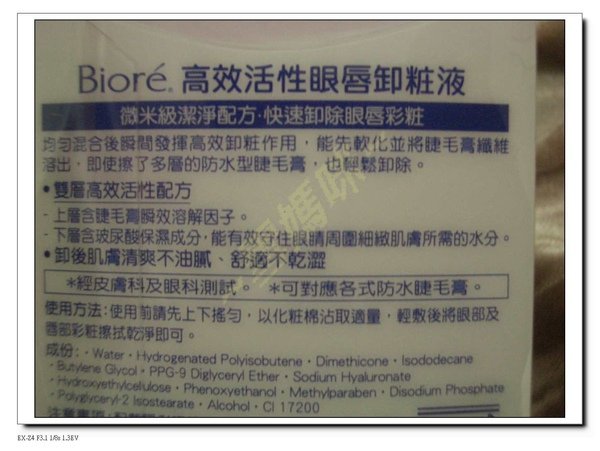 Bioré 高效活性眼唇卸粧液
微米級潔淨配方·快速卸除眼唇彩粧
均勻混合後瞬間發揮高效卸粧作用，能先軟化並將睫毛膏纖維
溶出，即使擦了多層的防水型睫毛膏，也輕鬆卸除。
•雙層高效活性配方
- 上層含睫毛膏瞬效溶解因子。
- 下層含玻尿酸保濕成分，能有效守住眼睛周圍細緻肌膚所需的水分。
•卸後肌膚清爽不油膩、舒適不乾澀
*經皮膚科及眼科測試。 *可對應各式防水睫毛膏。
使用方法：使用前請先上下搖勻，以化粧棉沾取適量，輕敷後將眼部及
唇部彩粧擦拭乾淨即可。
成份：·Water·Hydrogenated Polyisobutene·Dimethicone·Isododecane
·Butylene Glycol·PPG-9 Diglyceryl Ether·Sodium Hyaluronate
·Hydroxyethylcelulose·Phenoxyethanol·Methylparaben·Disodium Phosphate
·Polyglyceryl-2 Isostearate·Alcohol·CI 17200
EX-Z4 F3.1 1/8s 1.3EV